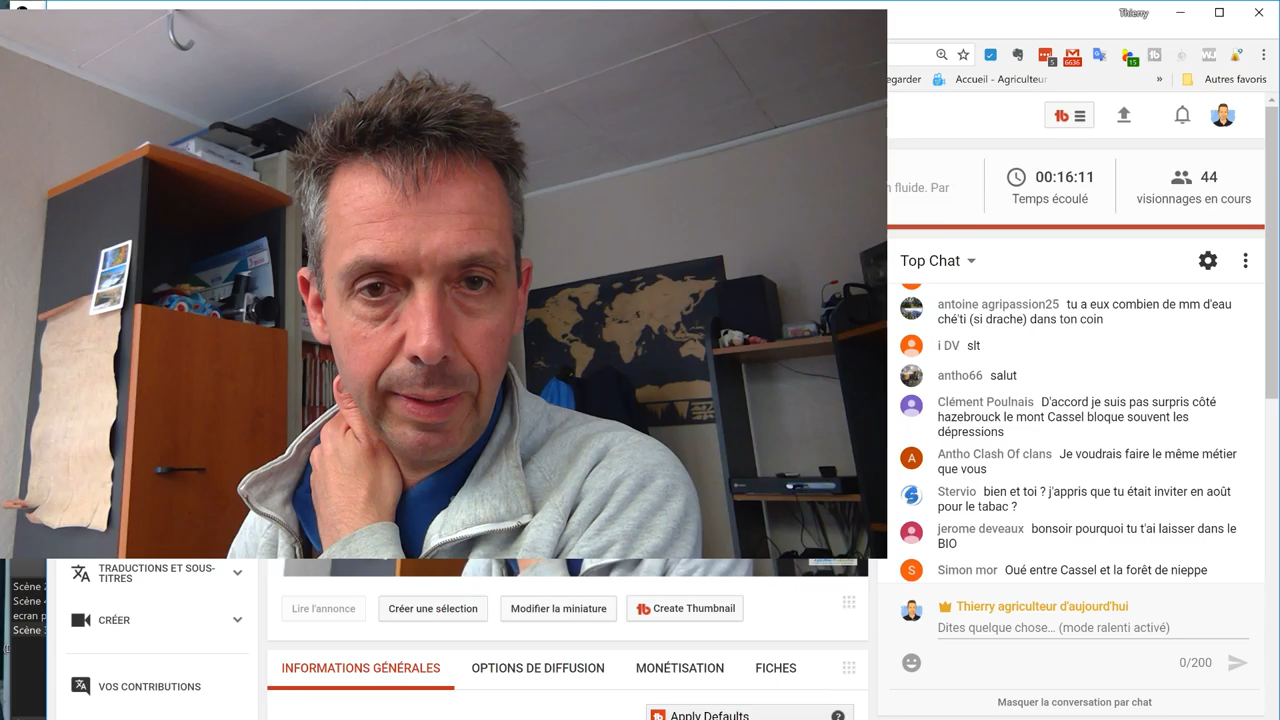 Thierry
5
6636
15
egarder
Accueil - Agriculteur
»
Autres favoris
n fluide. Par
00:16:11
Temps écoulé
44
visionnages en cours
Top Chat
antoine agripassion25 tu a eux combien de mm d'eau
ché'ti (si drache) dans ton coin
i DV slt
antho66 salut
Clément Poulnais D'accord je suis pas surpris côté
hazebrouck le mont Cassel bloque souvent les
dépressions
A
Antho Clash Of clans Je voudrais faire le même métier
que vous
Stervio bien et toi ? j'appris que tu était inviter en août
pour le tabac ?
jerome deveaux bonsoir pourquoi tu t'ai laisser dans le
BIO
S
Simon mor Oué entre Cassel et la forêt de nieppe
Thierry agriculteur d'aujourd'hui
Dites quelque chose... (mode ralenti activé)
0/200
Masquer la conversation par chat
Scène
Scène
ecran p
Scène
TRADUCTIONS ET SOUS-
TITRES
CRÉER
VOS CONTRIBUTIONS
Lire l'annonce
Créer une sélection
Modifier la miniature
Create Thumbnail
INFORMATIONS GÉNÉRALES
OPTIONS DE DIFFUSION
MONÉTISATION
FICHES
Apply Defaults
?